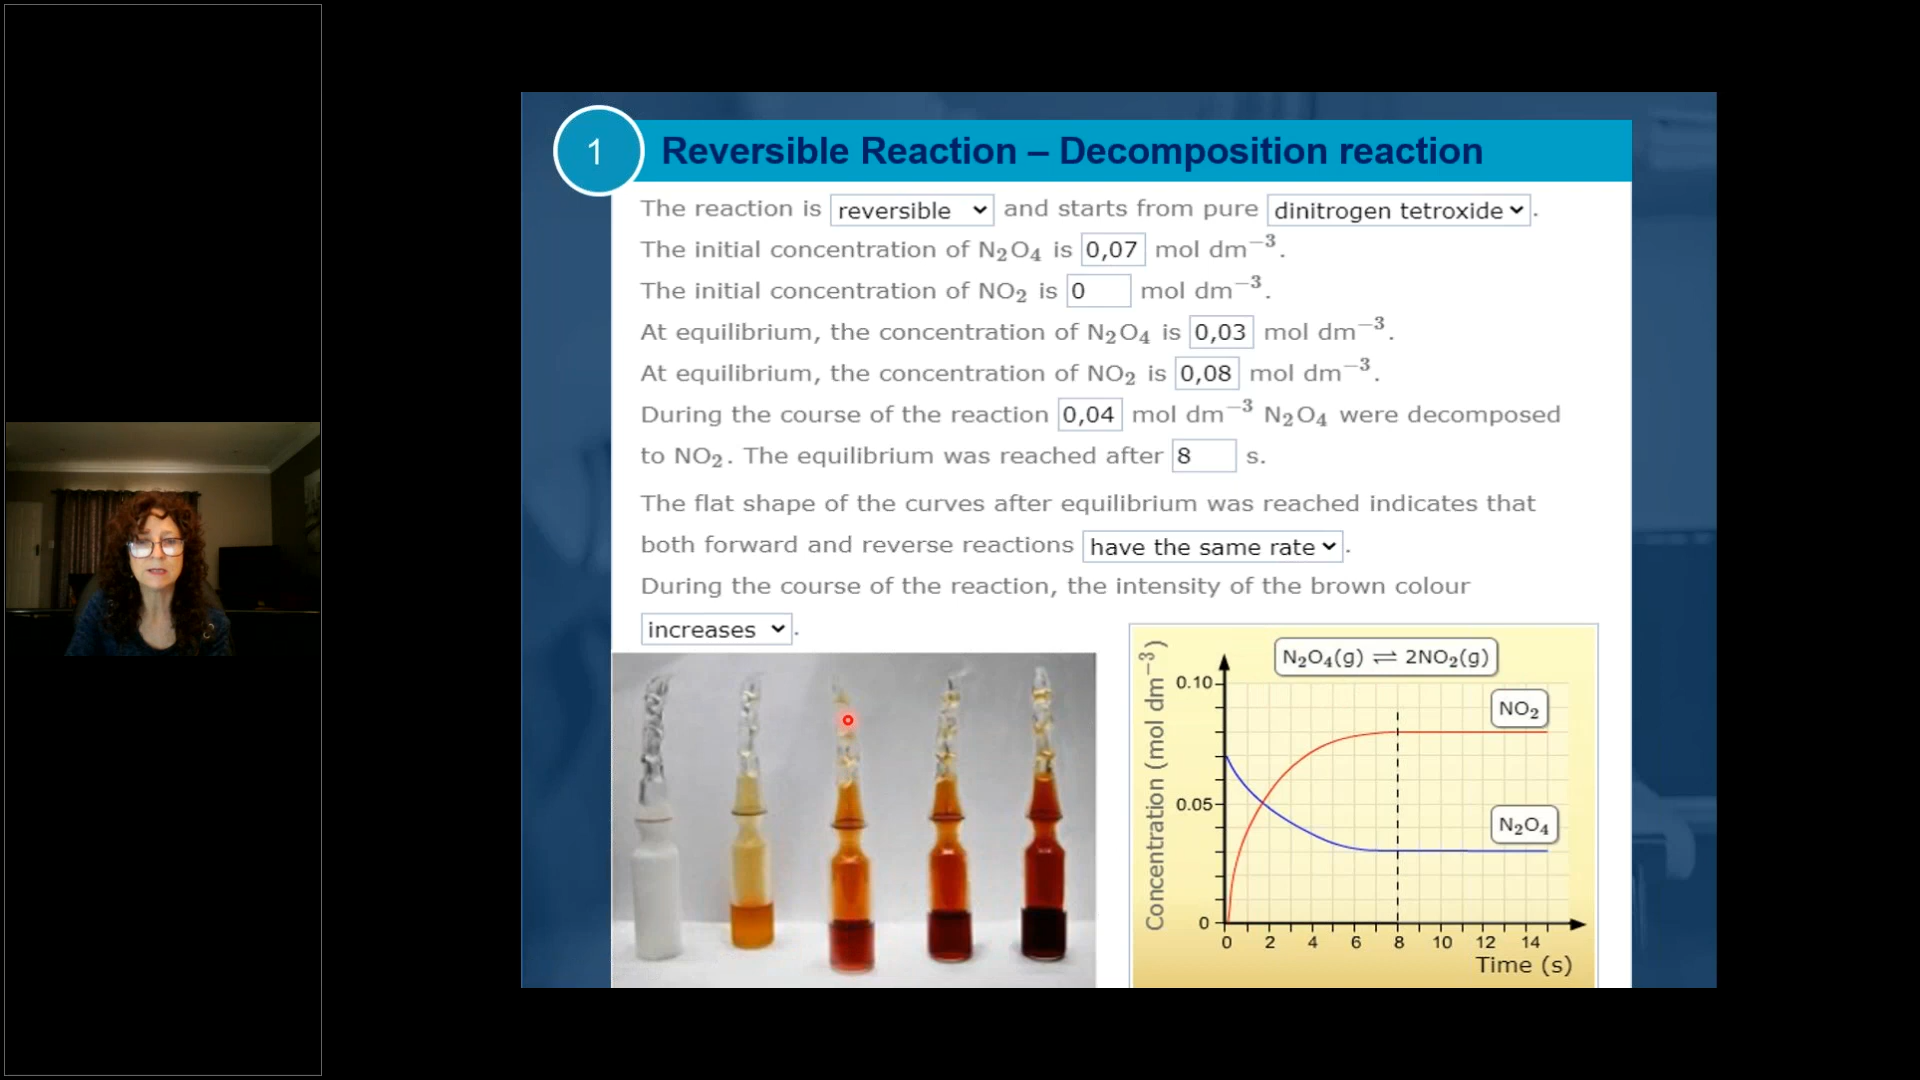 1
Reversible Reaction – Decomposition reaction
The reaction is reversible and starts from pure dinitrogen tetroxide.
The initial concentration of N₂O₄ is 0,07 mol dm⁻³.
The initial concentration of NO₂ is 0 mol dm⁻³.
At equilibrium, the concentration of N₂O₄ is 0,03 mol dm⁻³.
At equilibrium, the concentration of NO₂ is 0,08 mol dm⁻³.
During the course of the reaction 0,04 mol dm⁻³ N₂O₄ were decomposed
to NO₂. The equilibrium was reached after 8 s.
The flat shape of the curves after equilibrium was reached indicates that
both forward and reverse reactions have the same rate.
During the course of the reaction, the intensity of the brown colour
increases.
Concentration (mol dm⁻³)
N₂O₄(g) ⇌ 2NO₂(g)
0.10
NO₂
0.05
N₂O₄
0
0 2 4 6 8 10 12 14
Time (s)